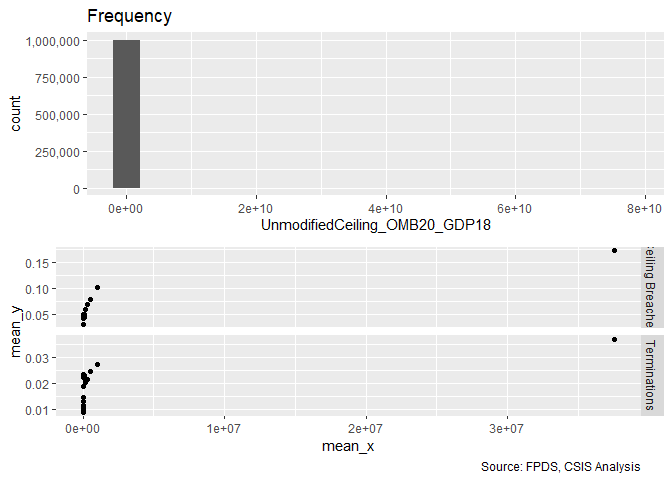 Frequency
1,000,000
750,000
500,000
250,000
0
count
0e+00 2e+10 4e+10 6e+10 8e+10
UnmodifiedCeiling_OMB20_GDP18
0.15
0.10
0.05
eiling Breache
0.03
0.02
0.01
Terminations
mean_y
0e+00 1e+07 2e+07 3e+07
mean_x
Source: FPDS, CSIS Analysis